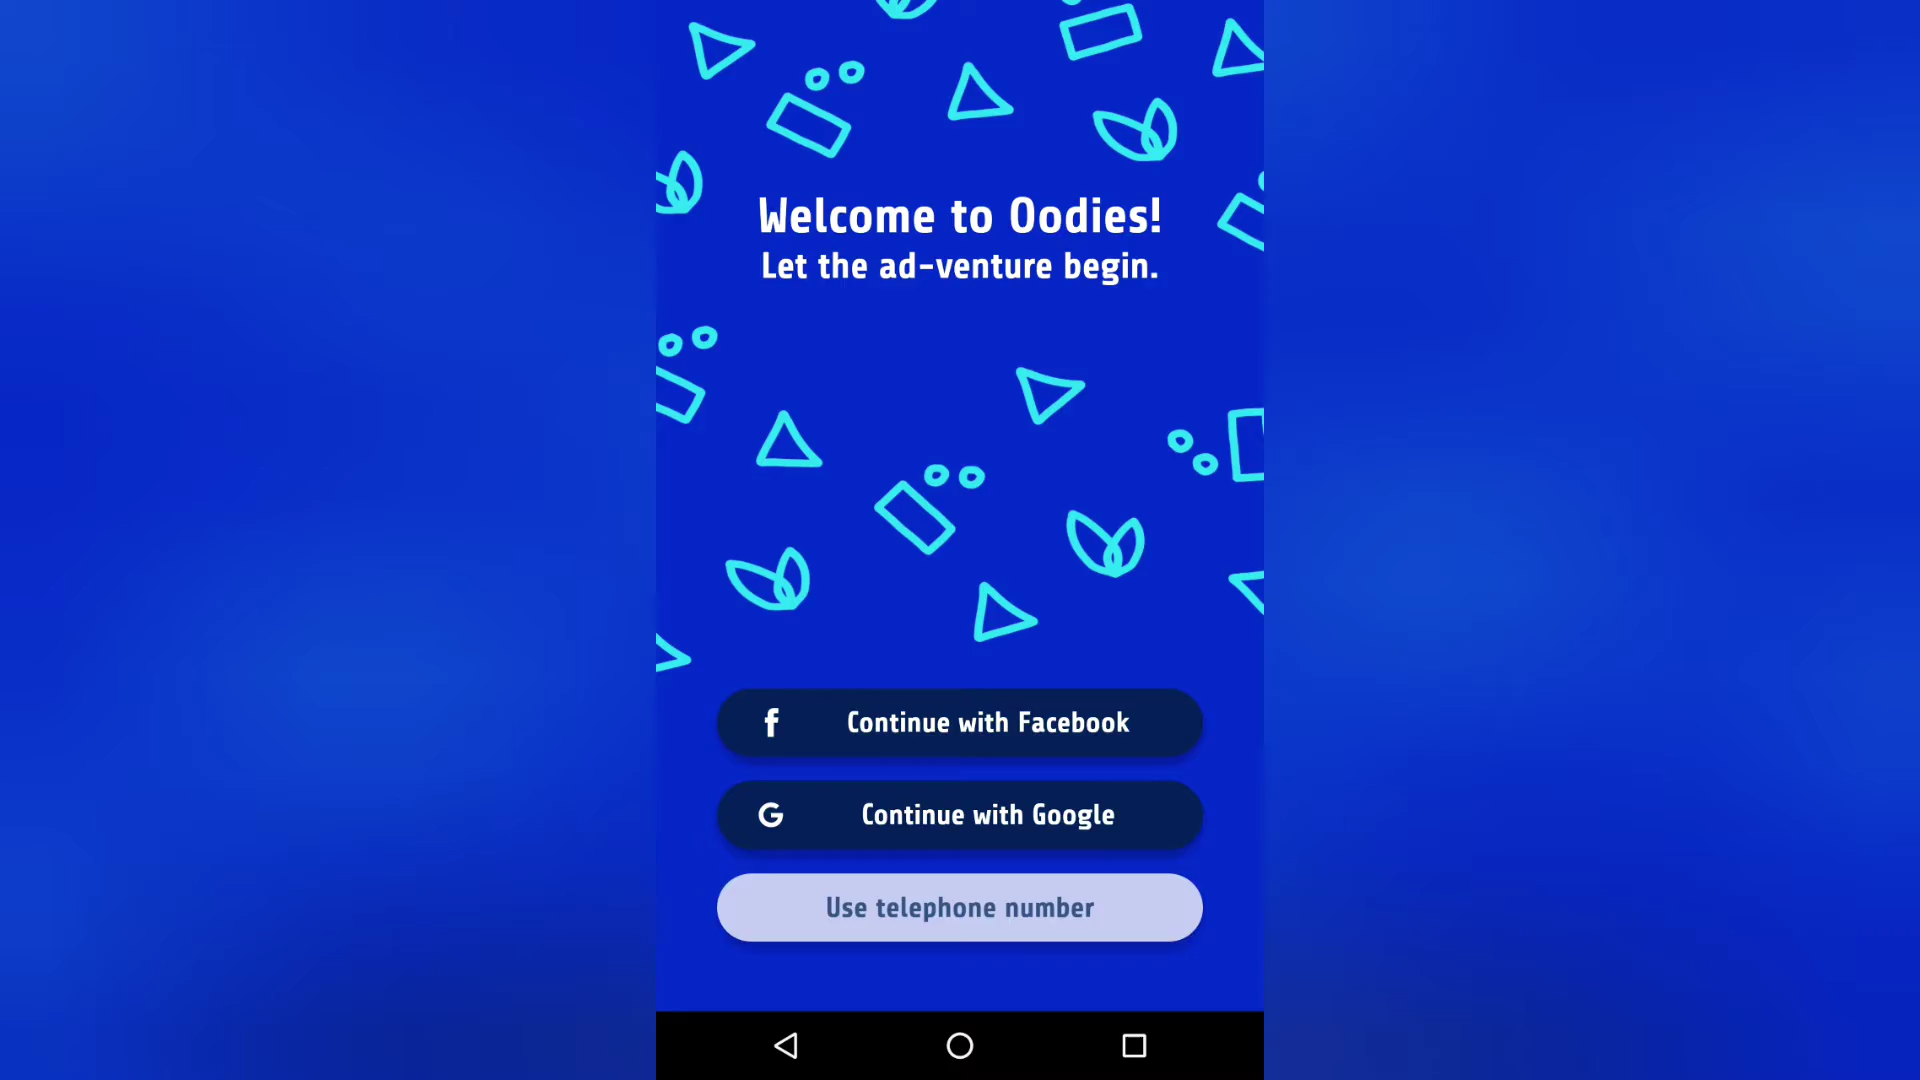 Welcome to Oodies!
Let the ad-venture begin.
Continue with Facebook
Continue with Google
Use telephone number